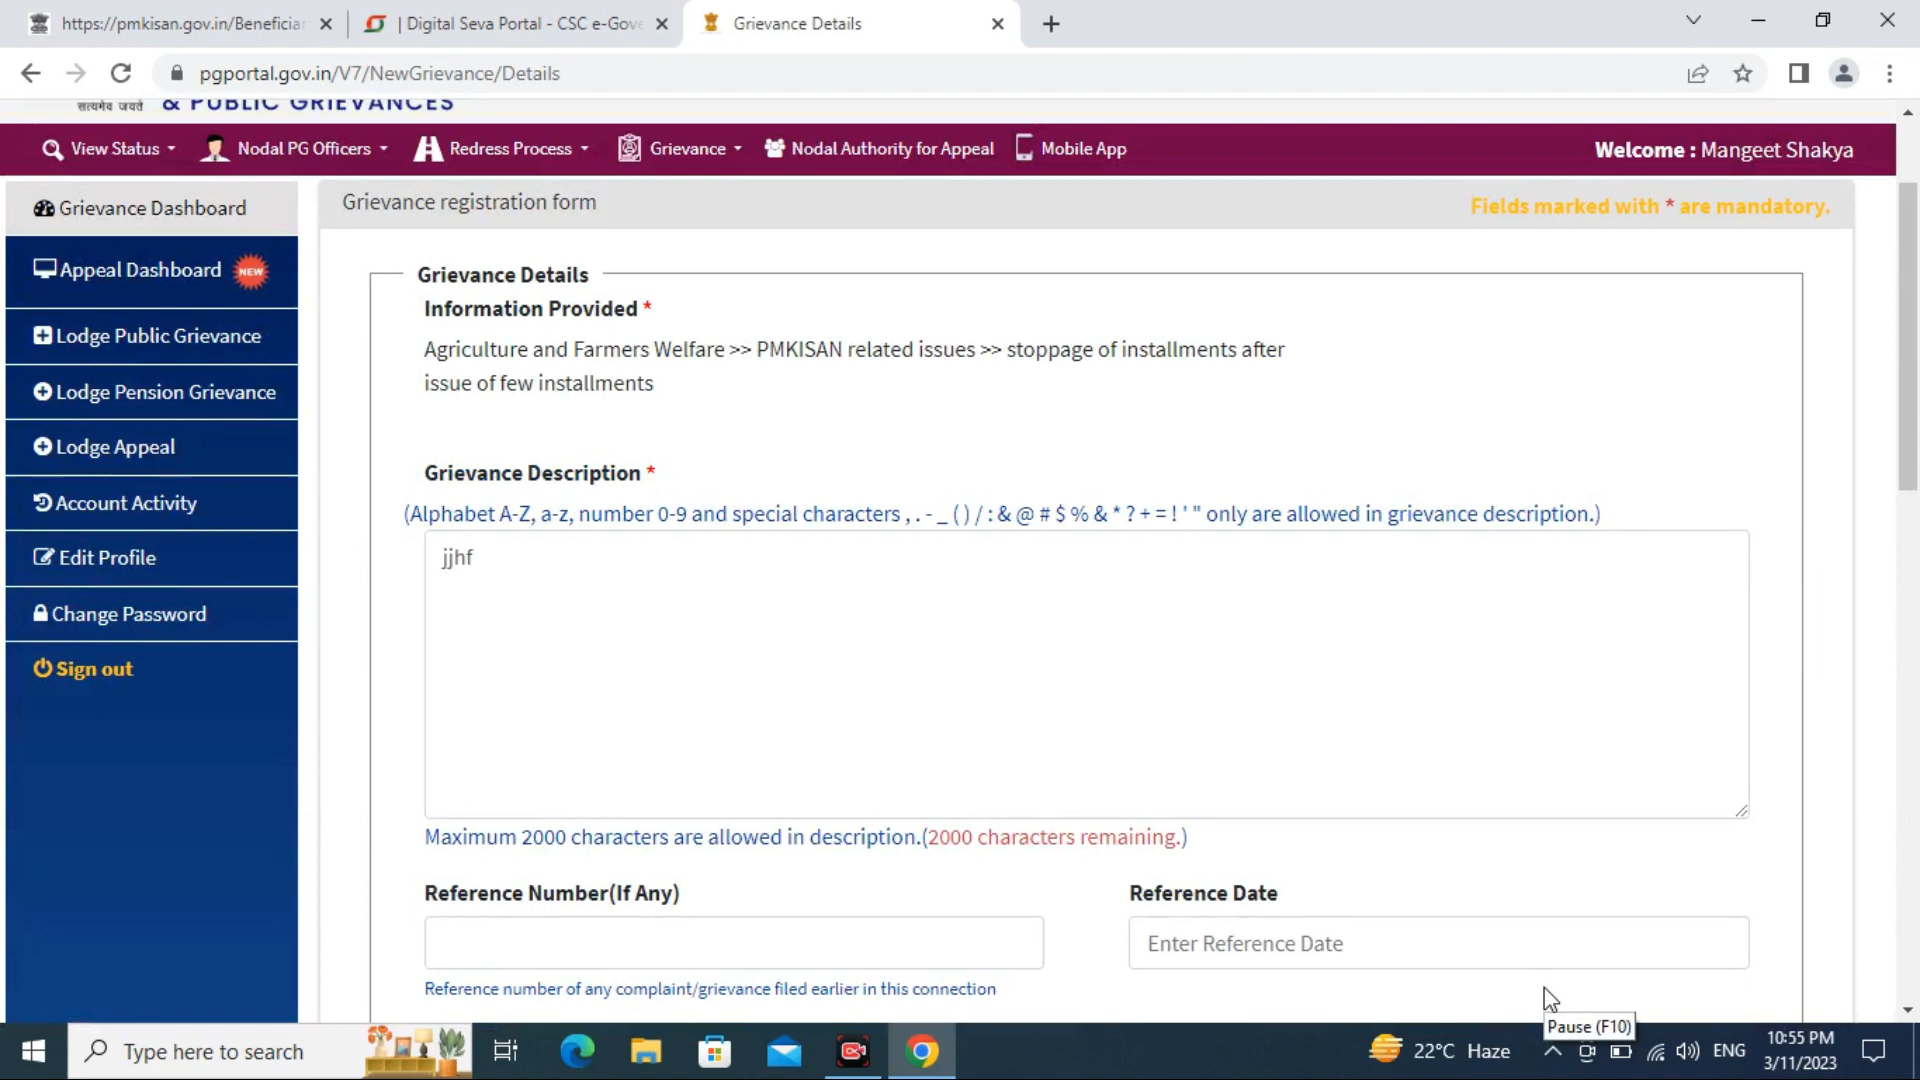 https://pmkisan.gov.in/Beneficia
| Digital Seva Portal - CSC e-Gove
Grievance Details
pgportal.gov.in/V7/NewGrievance/Details
सत्यमेव जयते
& PUBLIC GRIEVANCES
View Status
Nodal PG Officers
Redress Process
Grievance
Nodal Authority for Appeal
Mobile App
Welcome : Mangeet Shakya
Grievance Dashboard
Appeal Dashboard NEW
Lodge Public Grievance
Lodge Pension Grievance
Lodge Appeal
Account Activity
Edit Profile
Change Password
Sign out
Grievance registration form
Fields marked with * are mandatory.
Grievance Details
Information Provided *
Agriculture and Farmers Welfare >> PMKISAN related issues >> stoppage of installments after
issue of few installments
Grievance Description *
(Alphabet A-Z, a-z, number 0-9 and special characters , . - _ ( ) / : & @ # $ % & * ? + = ! ' " only are allowed in grievance description.)
jjhf
Maximum 2000 characters are allowed in description.(2000 characters remaining.)
Reference Number(If Any)
Reference Date
Enter Reference Date
Reference number of any complaint/grievance filed earlier in this connection
Pause (F10)
Type here to search
22°C Haze
ENG
10:55 PM
3/11/2023